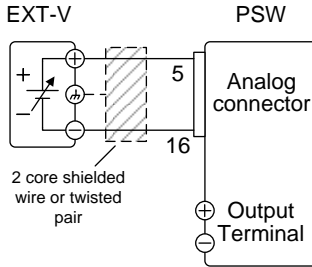 EXT-V
PSW
5
Analog
connector
16
2 core shielded
wire or twisted
pair
Output
Terminal